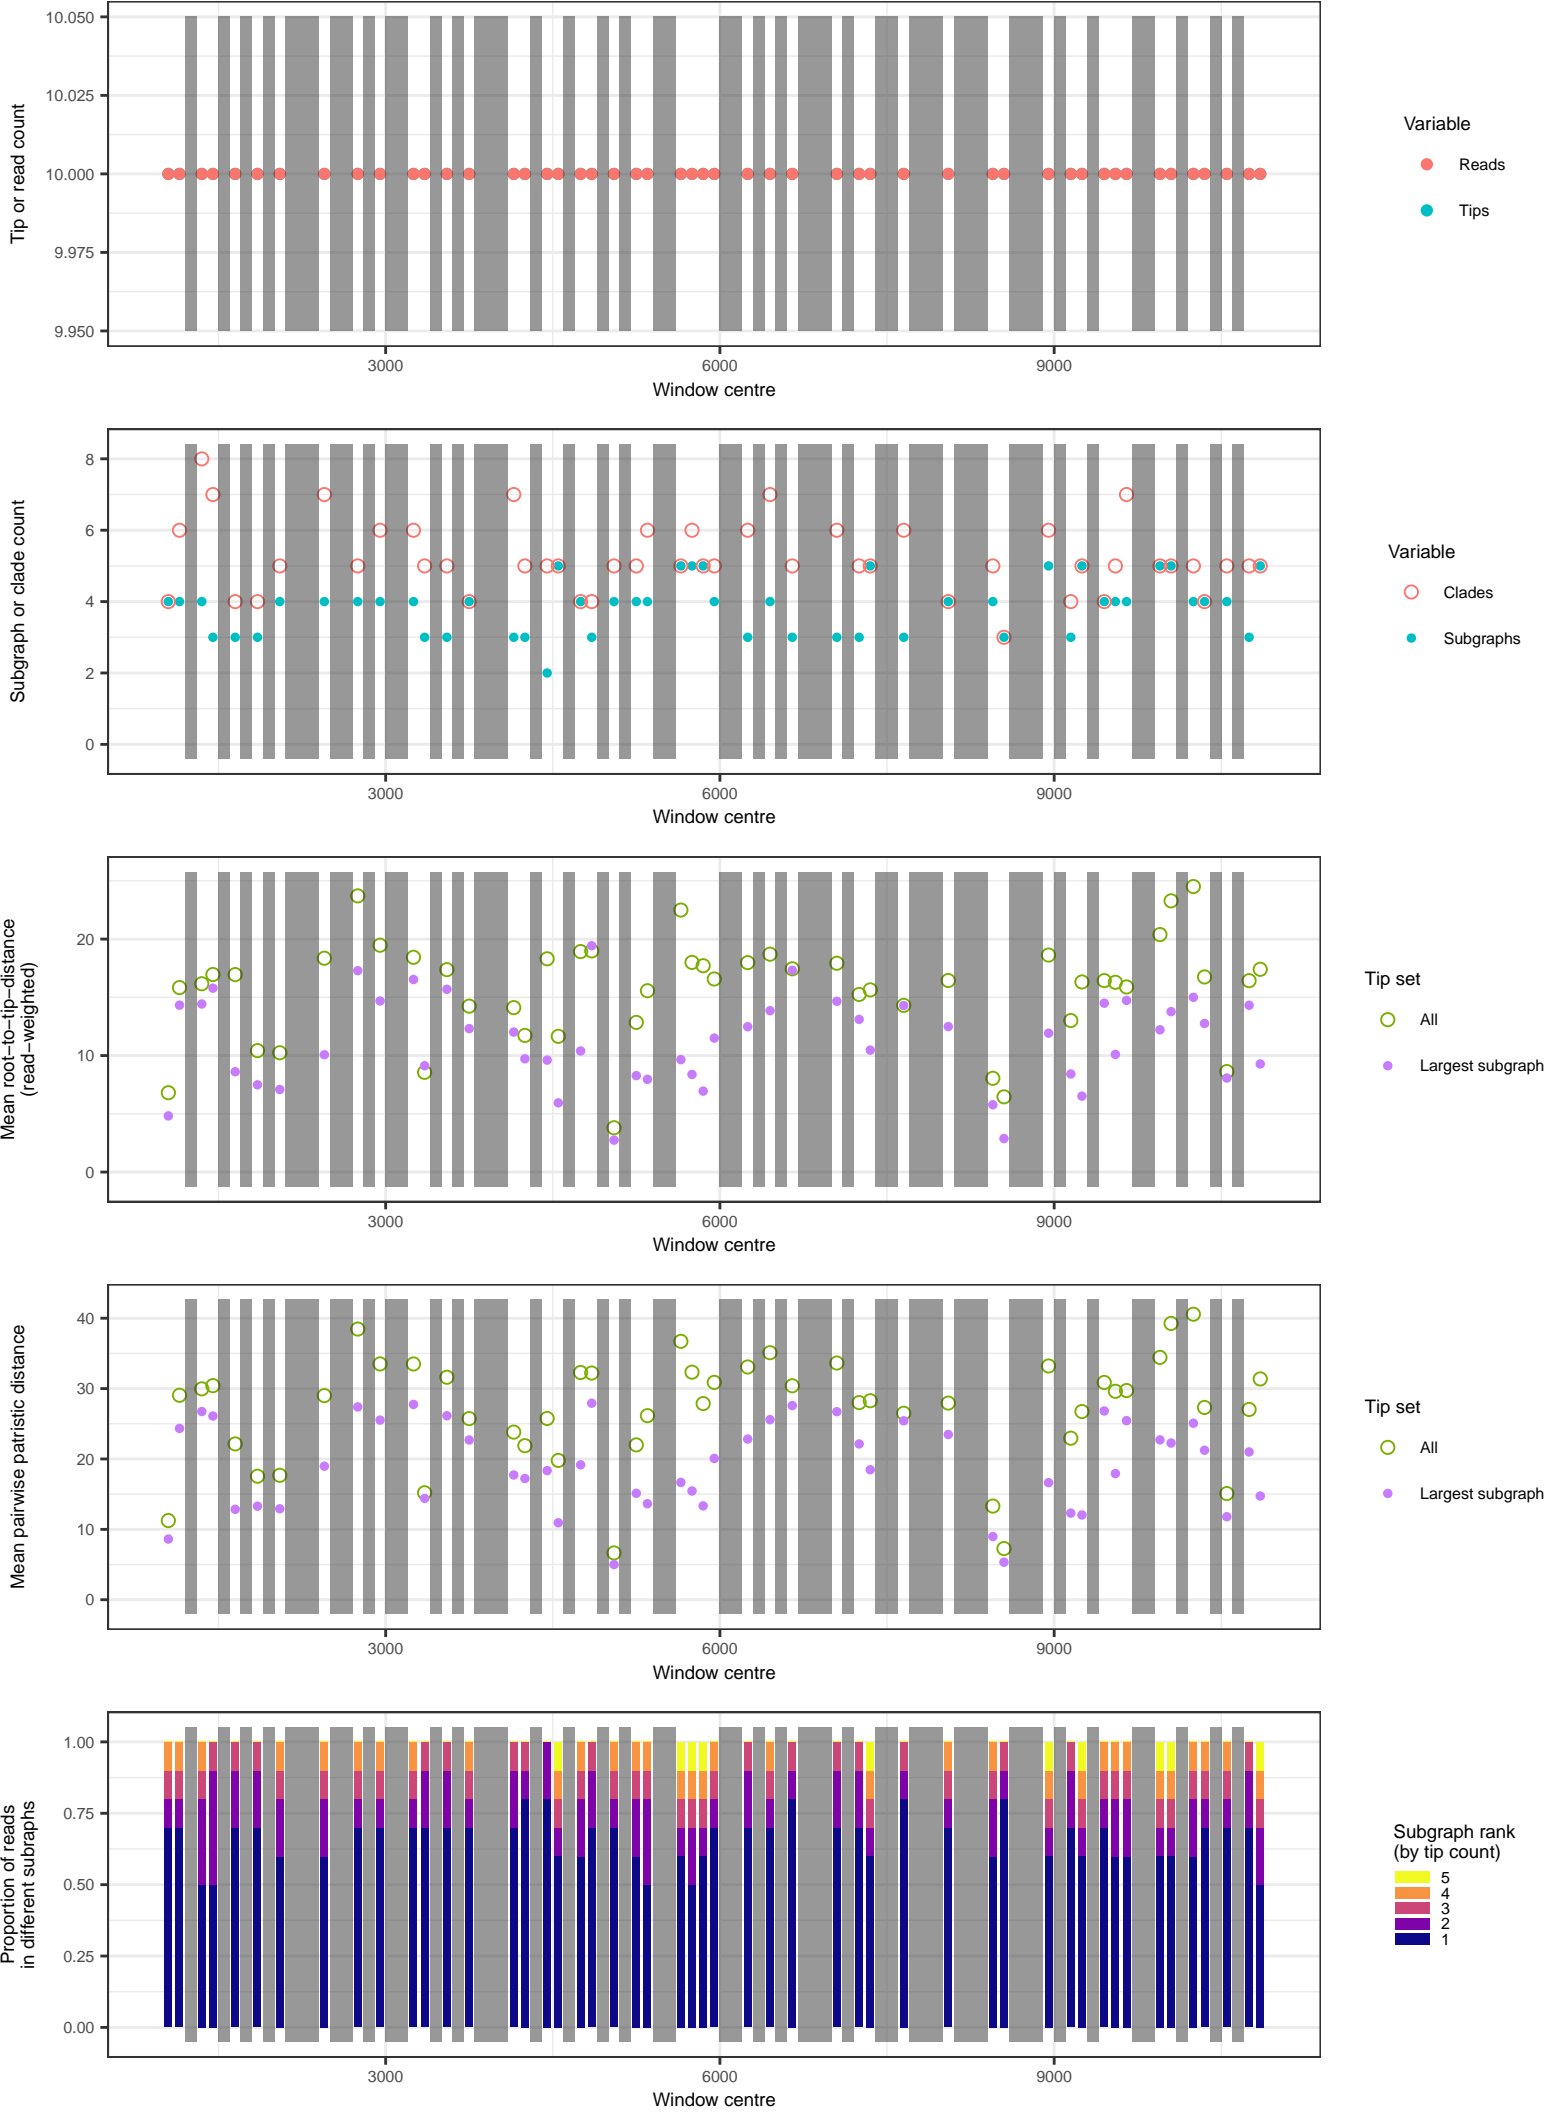 10.050
10.025
10.000
9.975
9.950
Tip or read count
3000
6000
9000
Window centre
Variable
Reads
Tips
8
6
4
2
0
Subgraph or clade count
3000
6000
9000
Window centre
Variable
Clades
Subgraphs
20
10
0
Mean root−to−tip−distance
(read−weighted)
3000
6000
9000
Window centre
Tip set
All
Largest subgraph
40
30
20
10
0
Mean pairwise patristic distance
3000
6000
9000
Window centre
Tip set
All
Largest subgraph
1.00
0.75
0.50
0.25
0.00
Proportion of reads
in different subraphs
3000
6000
9000
Window centre
Subgraph rank
(by tip count)
5
4
3
2
1